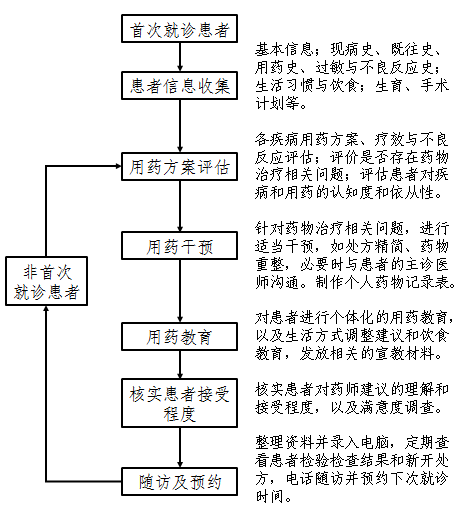 首次就诊患者
患者信息收集
基本信息；现病史、既往史、
用药史、过敏与不良反应史；
生活习惯与饮食；生育、手术
计划等。
用药方案评估
各疾病用药方案、疗效与不良
反应评估；评价是否存在药物
治疗相关问题；评估患者对疾
病和用药的认知度和依从性。
用药干预
针对药物治疗相关问题，进行
适当干预，如处方精简、药物
重整，必要时与患者的主诊医
师沟通。制作个人药物记录表。
非首次
就诊患者
用药教育
对患者进行个体化的用药教育，
以及生活方式调整建议和饮食
教育，发放相关的宣教材料。
核实患者接受
程度
核实患者对药师建议的理解和
接受程度，以及满意度调查。
随访及预约
整理资料并录入电脑，定期查
看患者检验检查结果和新开处
方，电话随访并预约下次就诊
时间。